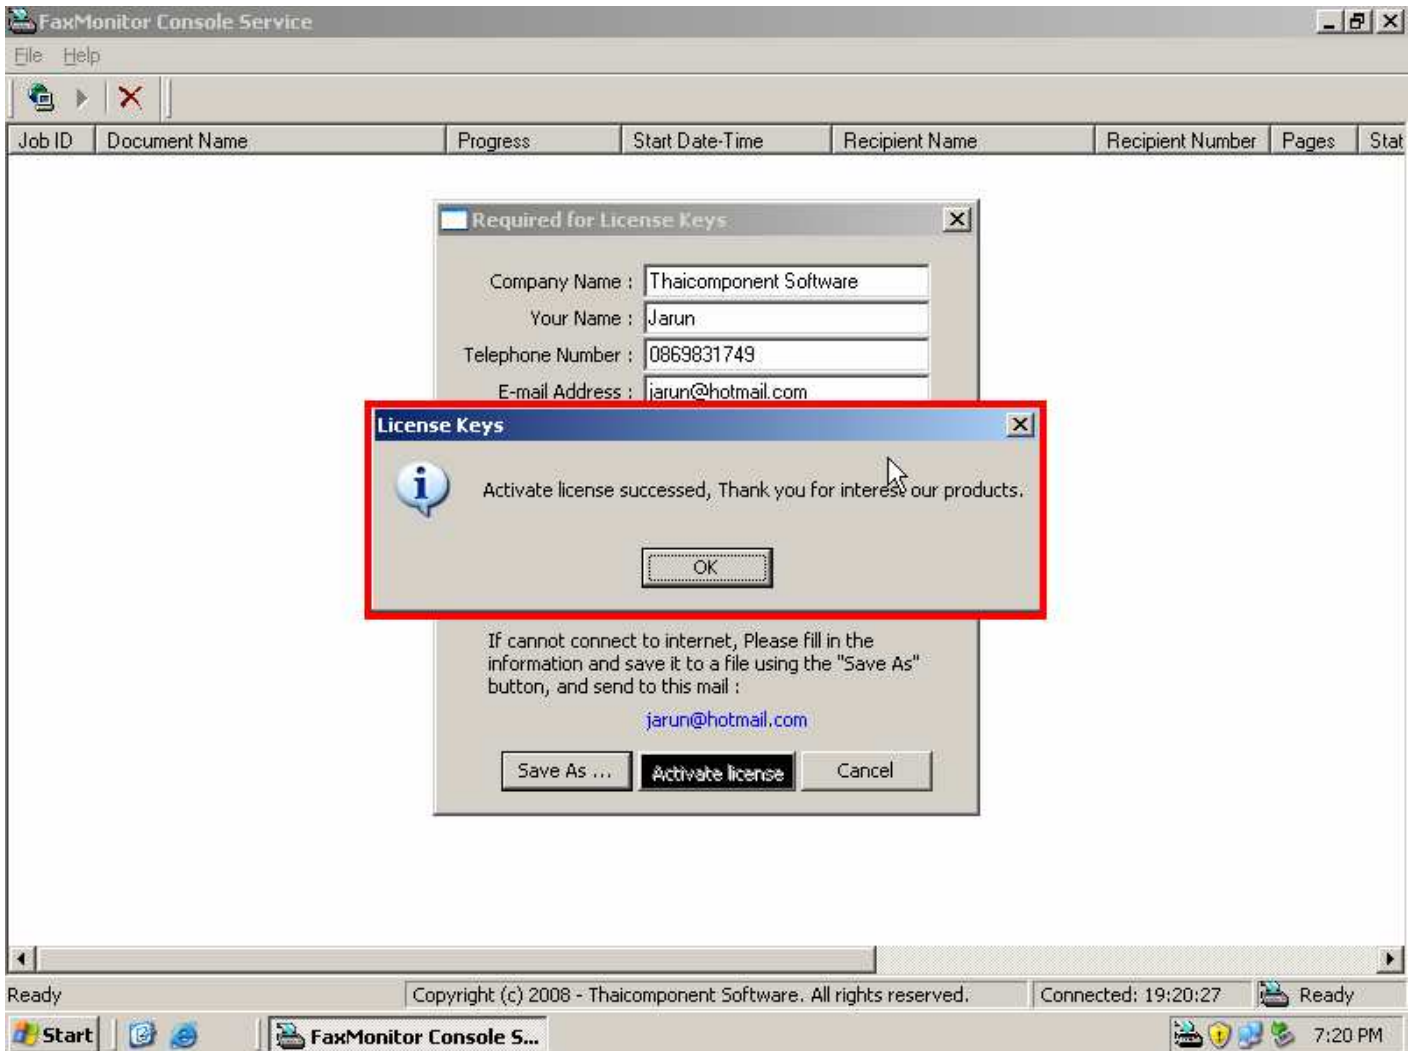 FaxMonitor Console Service
File Help
Job ID Document Name Progress Start Date-Time Recipient Name Recipient Number Pages Stat
Required for License Keys
Company Name : Thaicomponent Software
Your Name : Jarun
Telephone Number : 0869831749
E-mail Address : jarun@hotmail.com
License Keys
Activate license successed, Thank you for interest our products.
OK
If cannot connect to internet, Please fill in the
information and save it to a file using the "Save As"
button, and send to this mail :
jarun@hotmail.com
Save As ... Activate license Cancel
Ready Copyright (c) 2008 - Thaicomponent Software. All rights reserved. Connected: 19:20:27 Ready
Start FaxMonitor Console S... 7:20 PM